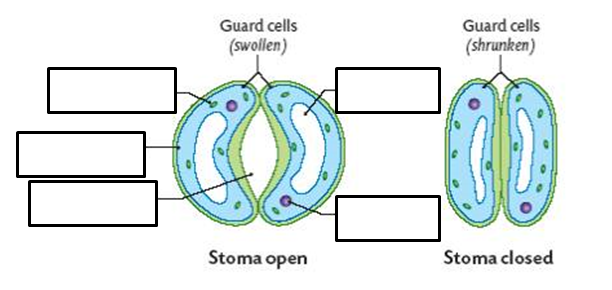 Guard cells
(swollen)
Guard cells
(shrunken)
Stoma open
Stoma closed